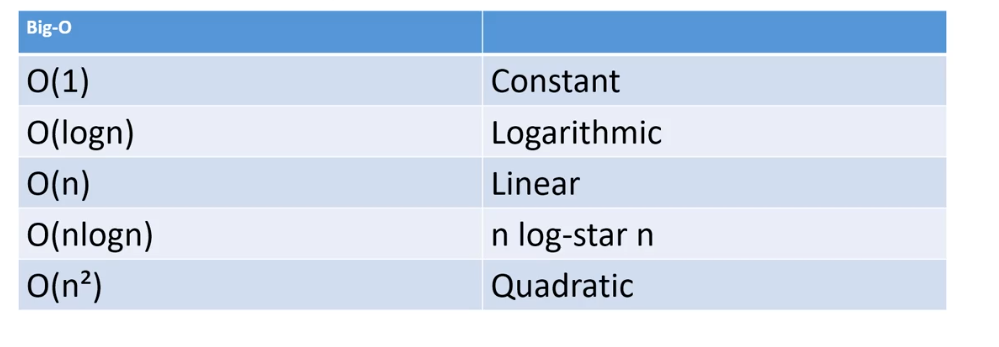 Big-O
O(1) Constant
O(logn) Logarithmic
O(n) Linear
O(nlogn) n log-star n
O(n²) Quadratic